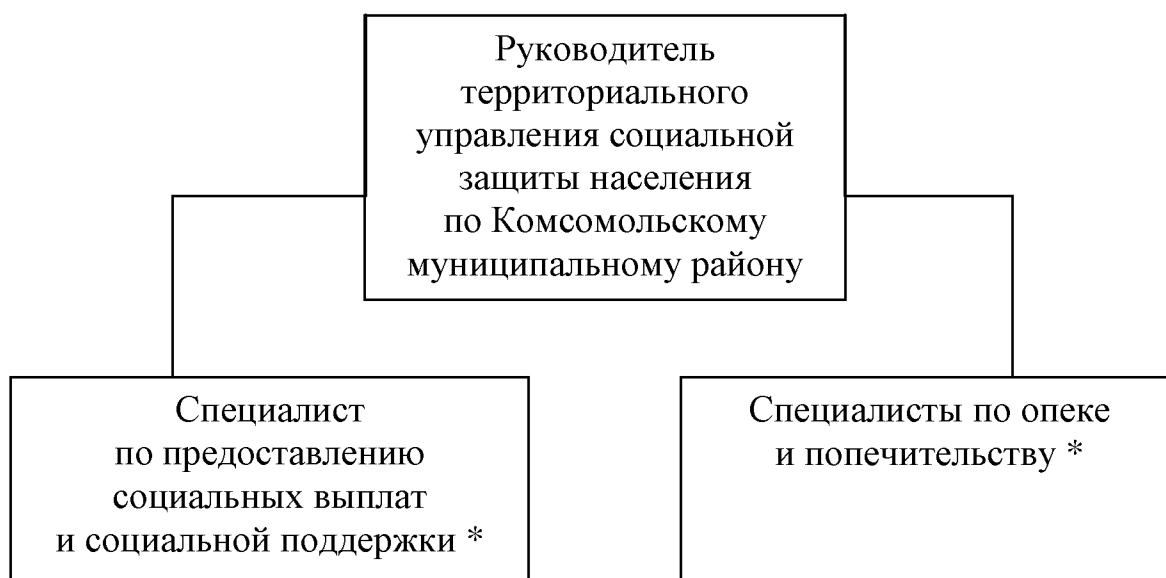 Руководитель
территориального
управления социальной
защиты населения
по Комсомольскому
муниципальному району
Специалист
по предоставлению
социальных выплат
и социальной поддержки *
Специалисты по опеке
и попечительству *